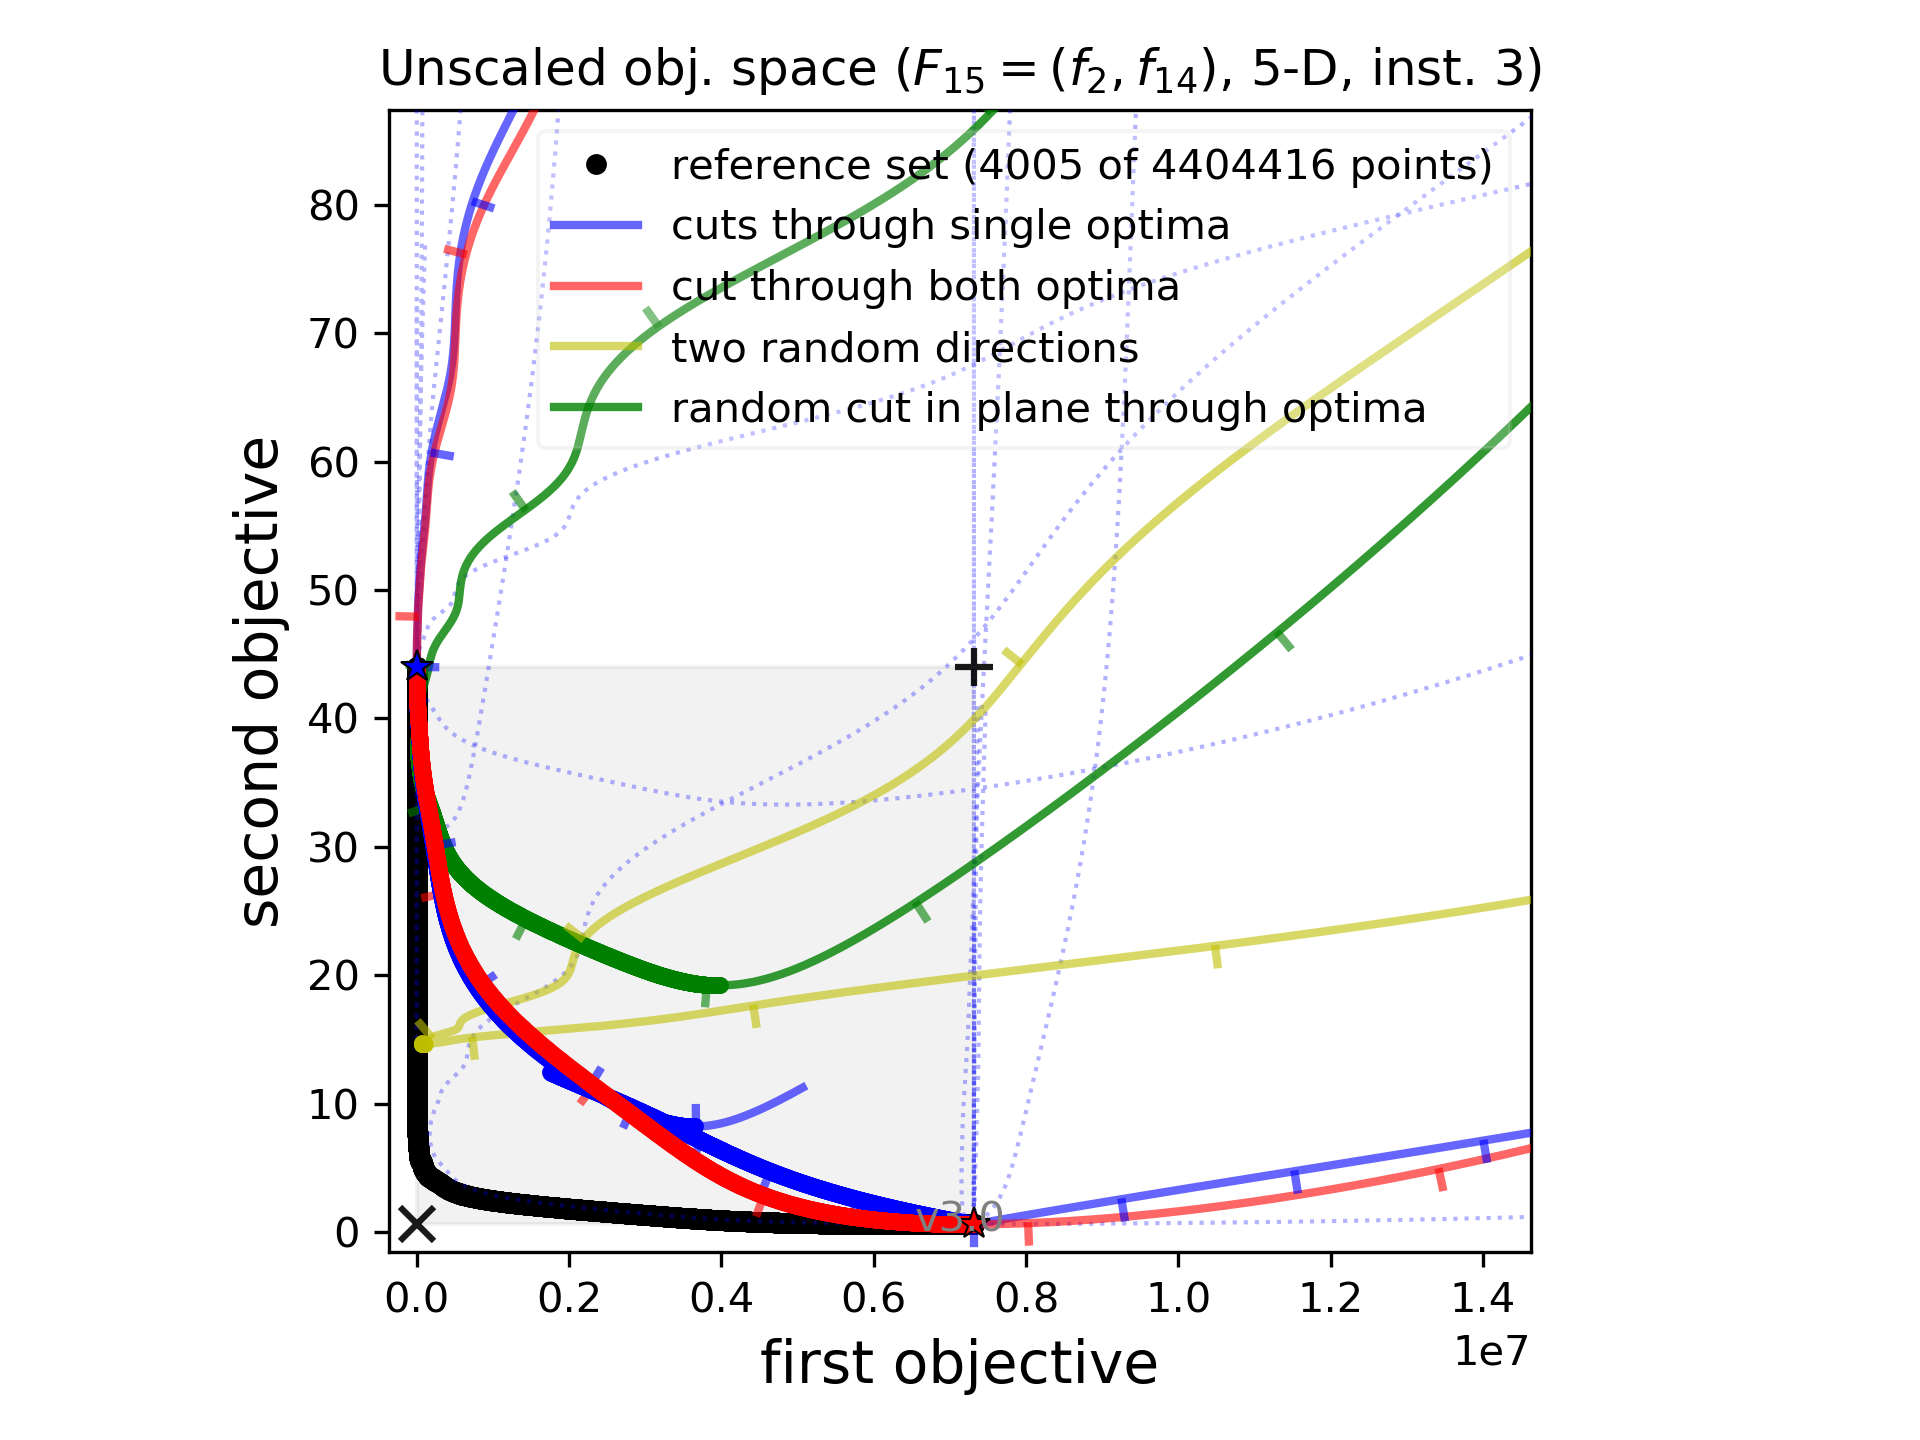 Unscaled obj. space (F₁₅ = (f₂, f₁₄), 5-D, inst. 3)
reference set (4005 of 4404416 points)
cuts through single optima
cut through both optima
two random directions
random cut in plane through optima
80
70
60
50
40
30
20
10
0
second objective
v3.0
0.0 0.2 0.4 0.6 0.8 1.0 1.2 1.4
1e7
first objective